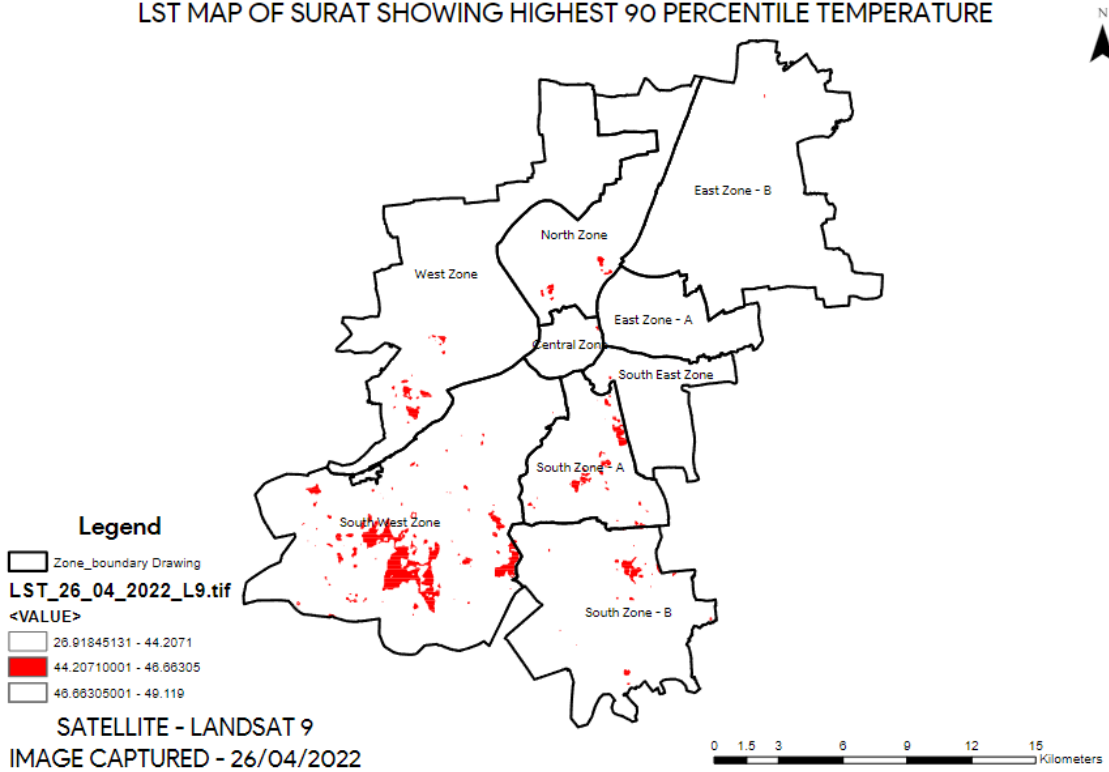 LST MAP OF SURAT SHOWING HIGHEST 90 PERCENTILE TEMPERATURE
N
East Zone - B
North Zone
West Zone
East Zone - A
Central Zone
South East Zone
South Zone - A
South West Zone
South Zone - B
Legend
Zone_boundary Drawing
LST_26_04_2022_L9.tif
<VALUE>
26.91845131 - 44.2071
44.20710001 - 46.66305
46.66305001 - 49.119
SATELLITE - LANDSAT 9
IMAGE CAPTURED - 26/04/2022
0 1.5 3 6 9 12 15
Kilometers